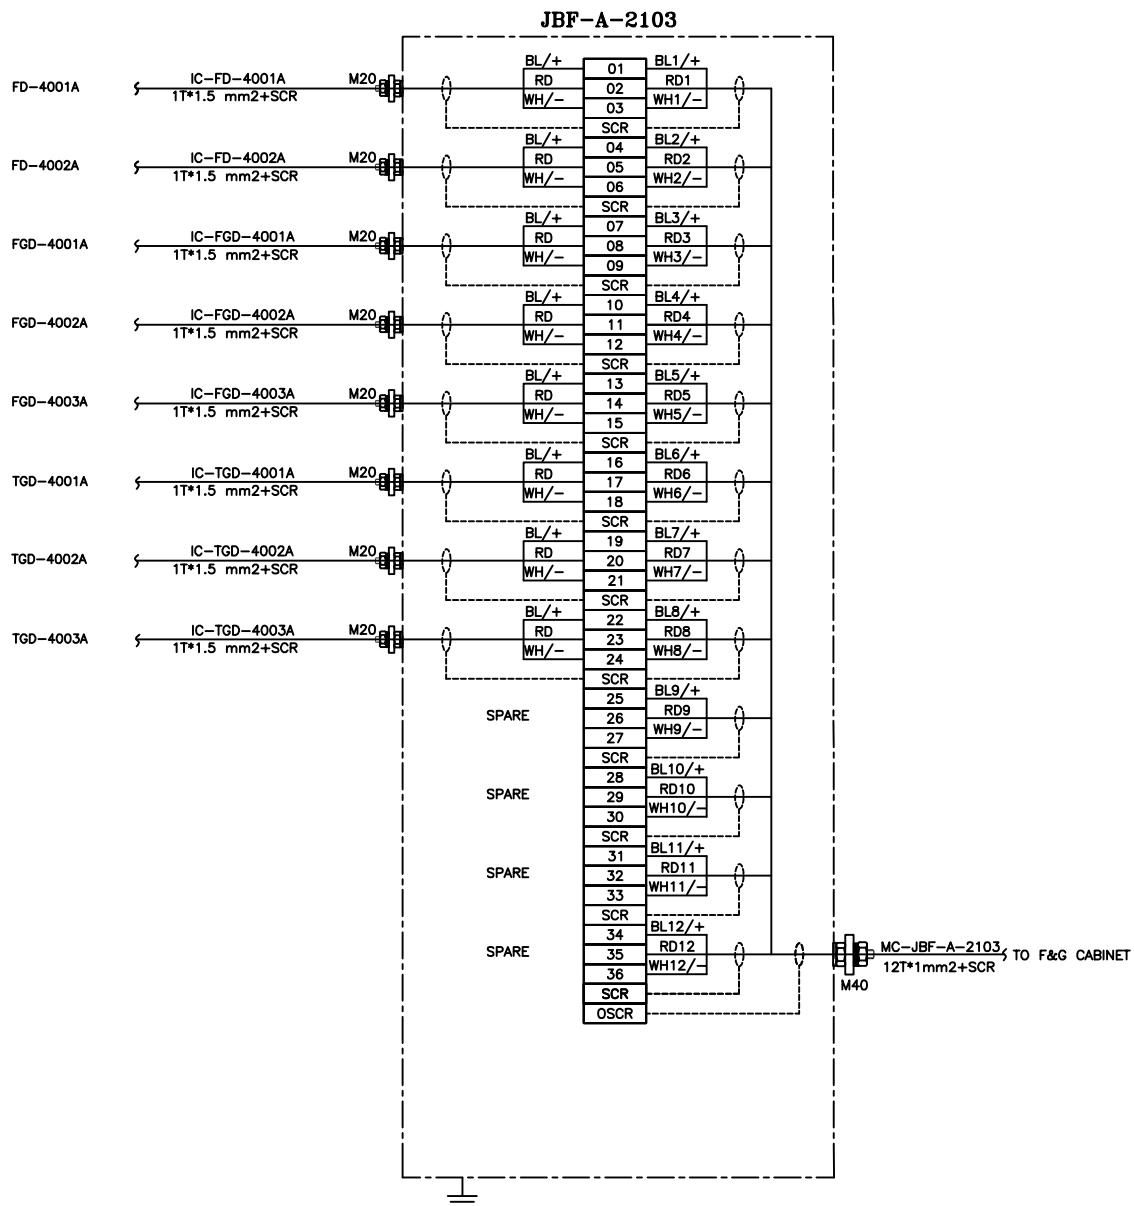 JBF-A-2103
BL/+ 01 BL1/+
FD-4001A IC-FD-4001A M20 RD 02 RD1
1T*1.5 mm2+SCR WH/- 03 WH1/-
SCR
BL/+ 04 BL2/+
FD-4002A IC-FD-4002A M20 RD 05 RD2
1T*1.5 mm2+SCR WH/- 06 WH2/-
SCR
BL/+ 07 BL3/+
FGD-4001A IC-FGD-4001A M20 RD 08 RD3
1T*1.5 mm2+SCR WH/- 09 WH3/-
SCR
BL/+ 10 BL4/+
FGD-4002A IC-FGD-4002A M20 RD 11 RD4
1T*1.5 mm2+SCR WH/- 12 WH4/-
SCR
BL/+ 13 BL5/+
FGD-4003A IC-FGD-4003A M20 RD 14 RD5
1T*1.5 mm2+SCR WH/- 15 WH5/-
SCR
BL/+ 16 BL6/+
TGD-4001A IC-TGD-4001A M20 RD 17 RD6
1T*1.5 mm2+SCR WH/- 18 WH6/-
SCR
BL/+ 19 BL7/+
TGD-4002A IC-TGD-4002A M20 RD 20 RD7
1T*1.5 mm2+SCR WH/- 21 WH7/-
SCR
BL/+ 22 BL8/+
TGD-4003A IC-TGD-4003A M20 RD 23 RD8
1T*1.5 mm2+SCR WH/- 24 WH8/-
SCR
25 BL9/+
SPARE 26 RD9
27 WH9/-
SCR
28 BL10/+
SPARE 29 RD10
30 WH10/-
SCR
31 BL11/+
SPARE 32 RD11
33 WH11/-
SCR
34 BL12/+
SPARE 35 RD12 MC-JBF-A-2103 TO F&G CABINET
36 WH12/- 12T*1mm2+SCR
SCR M40
OSCR